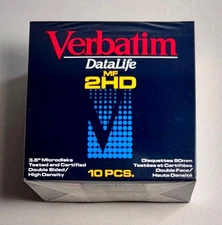 Verbatim
DataLife
MF
2HD
3.5" Microdisks
Tested and Certified
Double Sided/
High Density
Disquettes 90mm
Testées et Certifiées
Double Face/
Haute Densité
10 PCS.